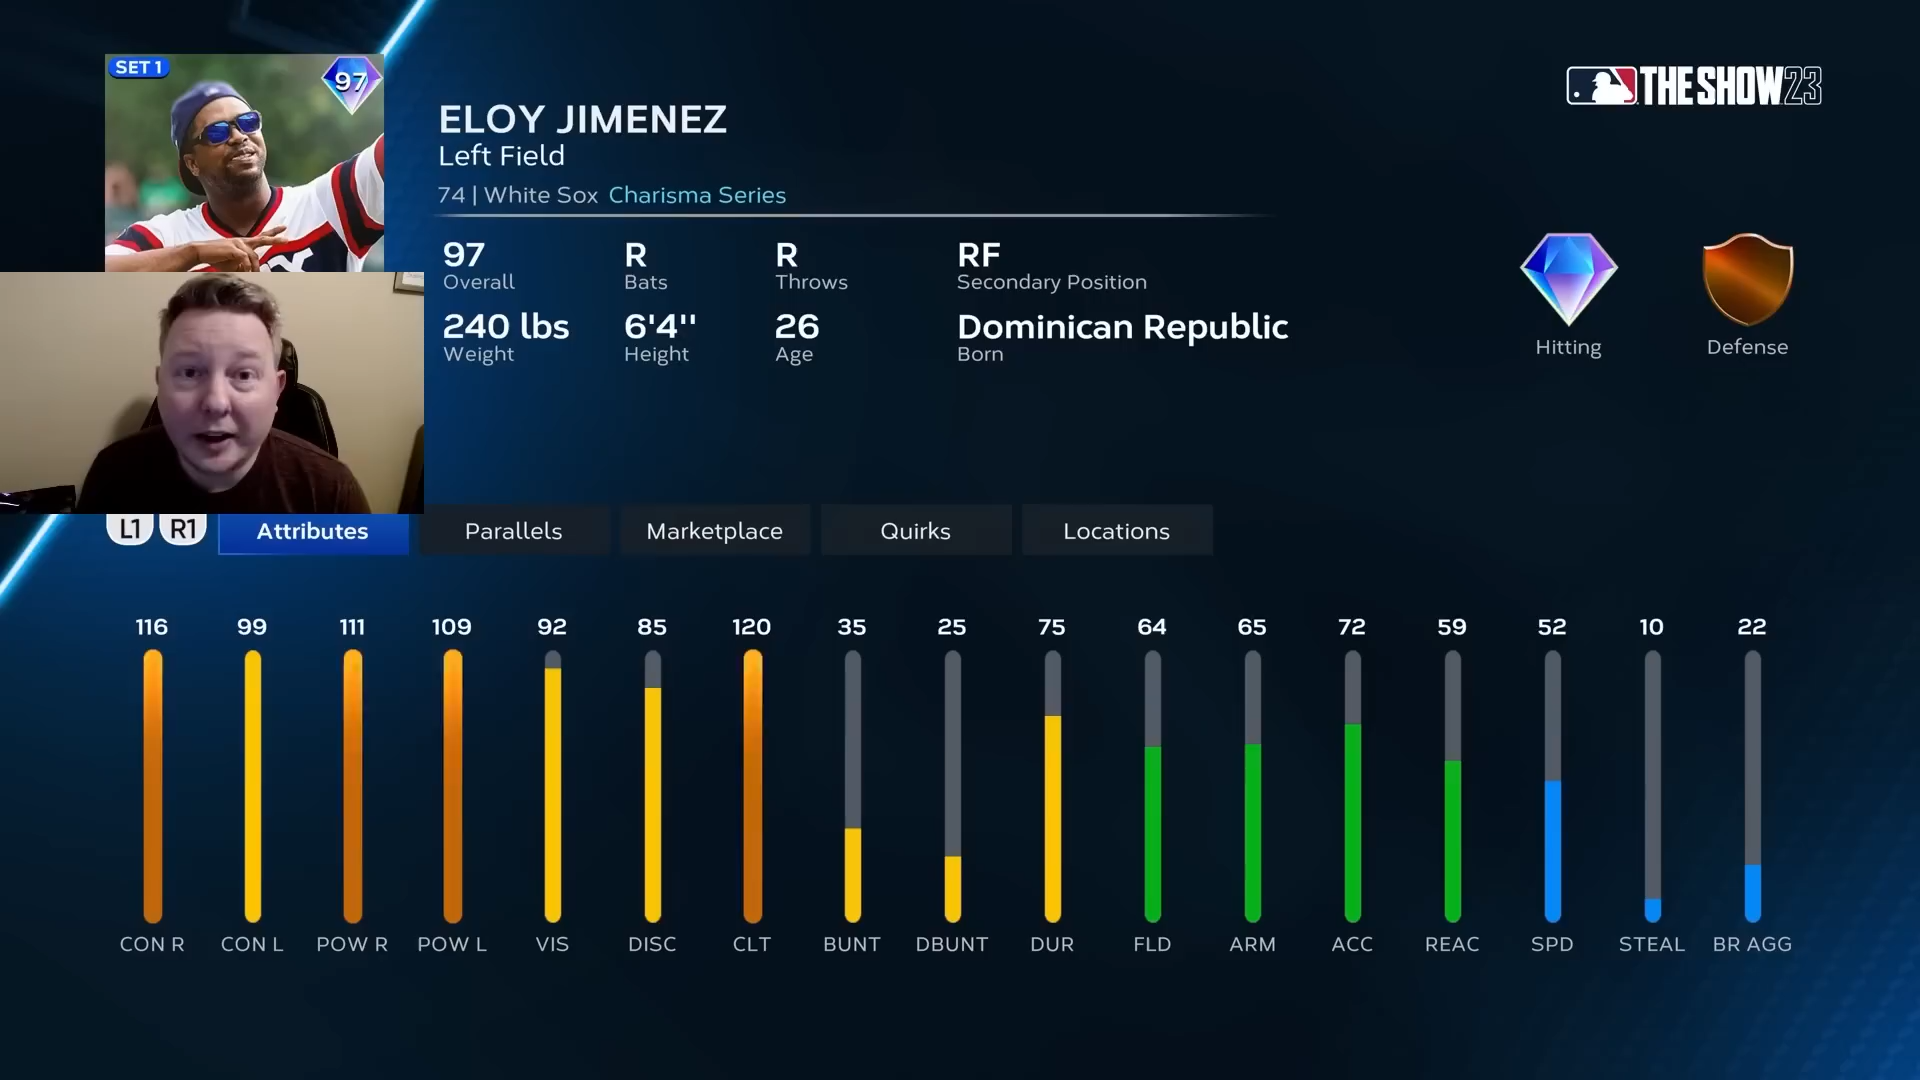 SET 1
97
THE SHOW 23
ELOY JIMENEZ
Left Field
74 | White Sox Charisma Series
97 R R RF
Overall Bats Throws Secondary Position
240 lbs 6'4'' 26 Dominican Republic
Weight Height Age Born
Hitting Defense
L1 R1 Attributes Parallels Marketplace Quirks Locations
116 99 111 109 92 85 120 35 25 75 64 65 72 59 52 10 22
CON R CON L POW R POW L VIS DISC CLT BUNT DBUNT DUR FLD ARM ACC REAC SPD STEAL BR AGG